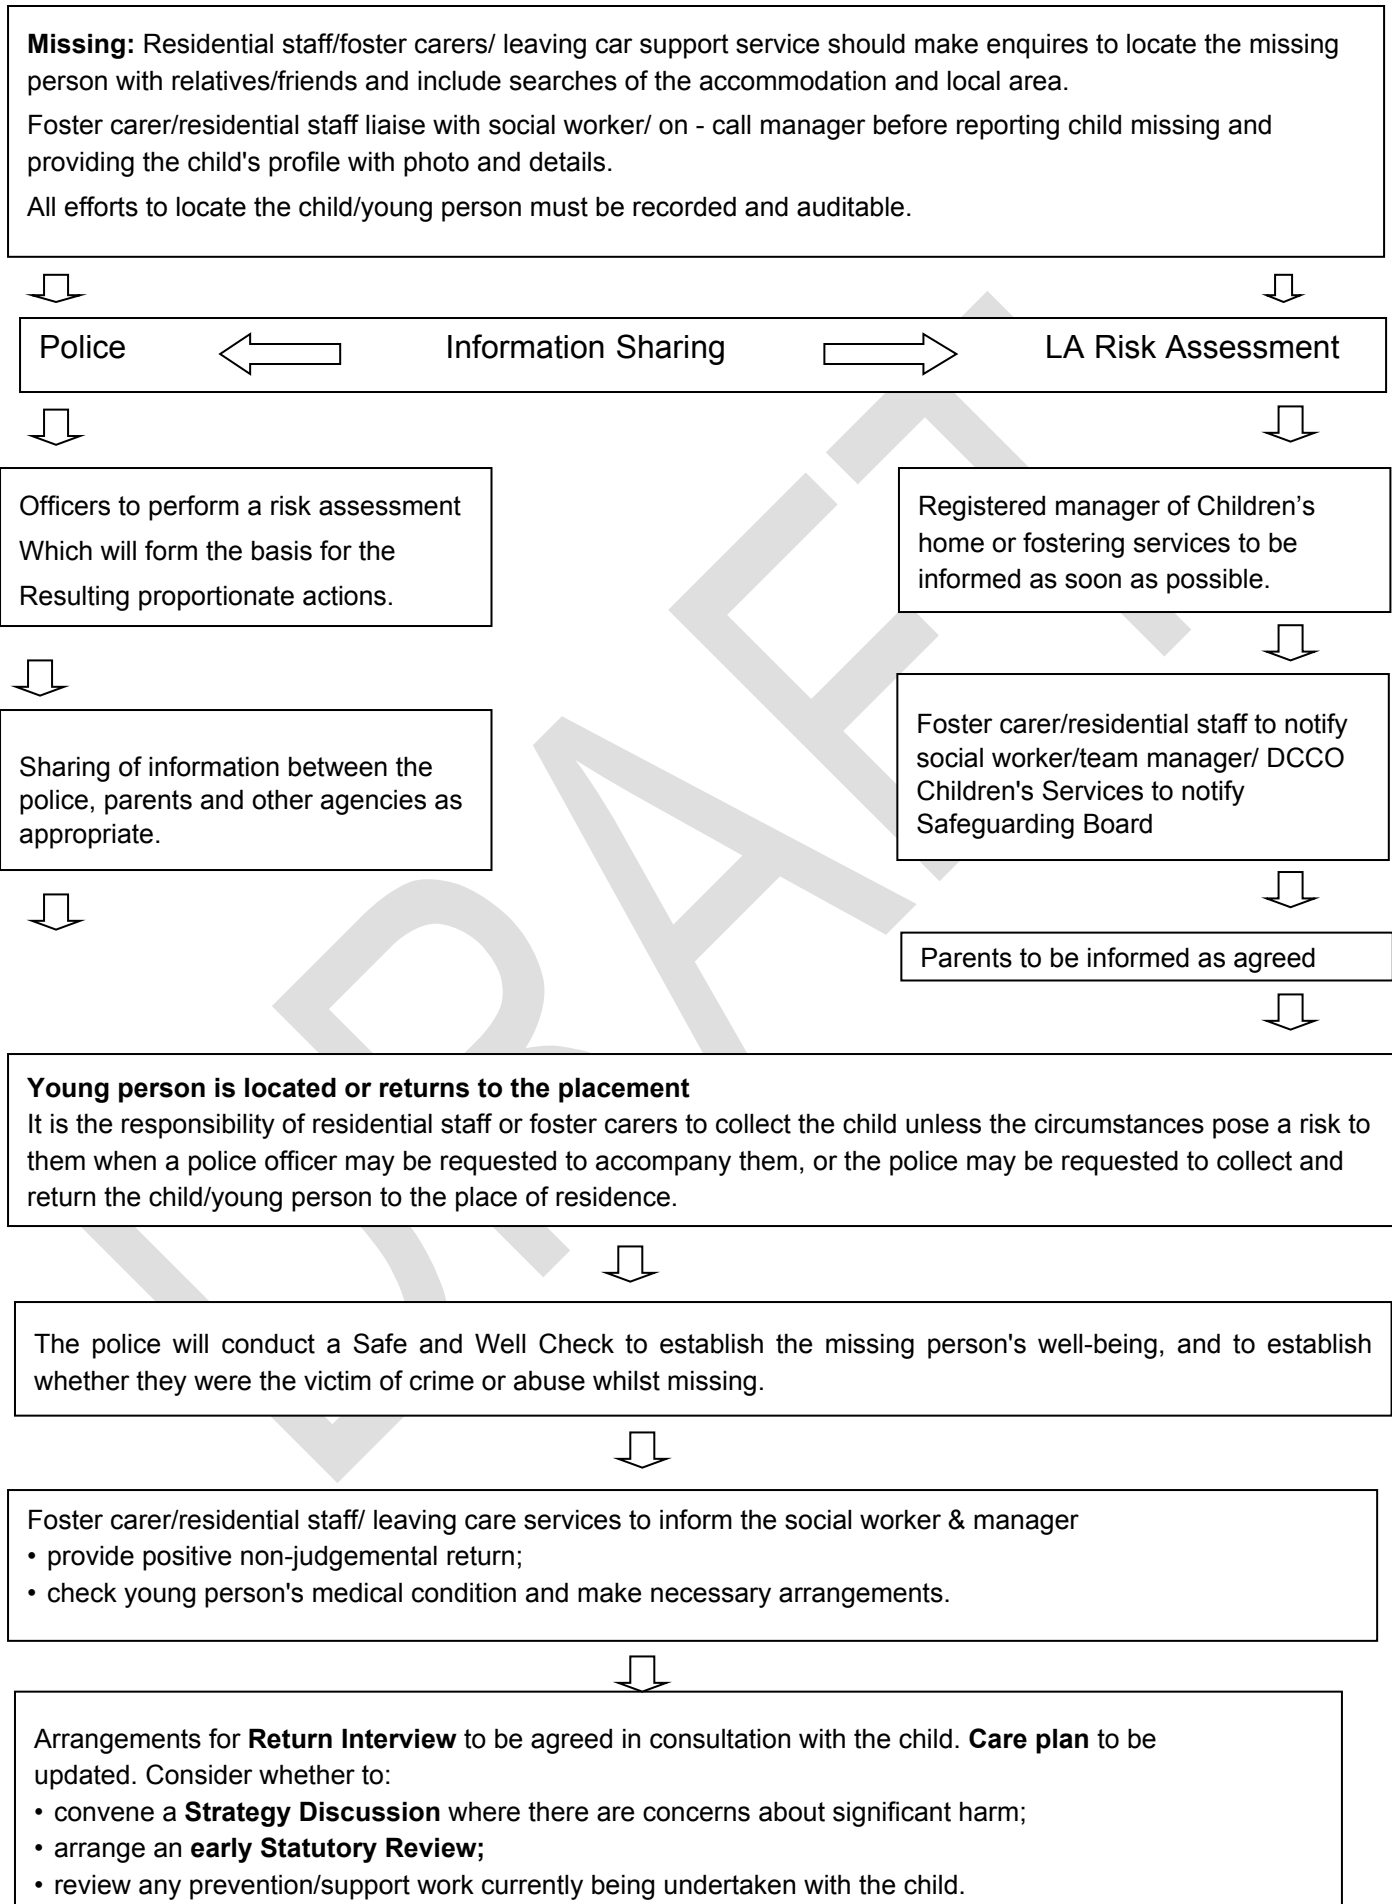 Missing: Residential staff/foster carers/ leaving car support service should make enquires to locate the missing
person with relatives/friends and include searches of the accommodation and local area.
Foster carer/residential staff liaise with social worker/ on - call manager before reporting child missing and
providing the child's profile with photo and details.
All efforts to locate the child/young person must be recorded and auditable.
Police Information Sharing LA Risk Assessment
Officers to perform a risk assessment
Which will form the basis for the
Resulting proportionate actions.
Registered manager of Children’s
home or fostering services to be
informed as soon as possible.
Sharing of information between the
police, parents and other agencies as
appropriate.
Foster carer/residential staff to notify
social worker/team manager/ DCCO
Children's Services to notify
Safeguarding Board
Parents to be informed as agreed
Young person is located or returns to the placement
It is the responsibility of residential staff or foster carers to collect the child unless the circumstances pose a risk to
them when a police officer may be requested to accompany them, or the police may be requested to collect and
return the child/young person to the place of residence.
The police will conduct a Safe and Well Check to establish the missing person's well-being, and to establish
whether they were the victim of crime or abuse whilst missing.
Foster carer/residential staff/ leaving care services to inform the social worker & manager
• provide positive non-judgemental return;
• check young person's medical condition and make necessary arrangements.
Arrangements for Return Interview to be agreed in consultation with the child. Care plan to be
updated. Consider whether to:
• convene a Strategy Discussion where there are concerns about significant harm;
• arrange an early Statutory Review;
• review any prevention/support work currently being undertaken with the child.
DRAFT